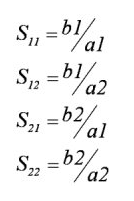 S₁₁ = b1/a1
S₁₂ = b1/a2
S₂₁ = b2/a1
S₂₂ = b2/a2